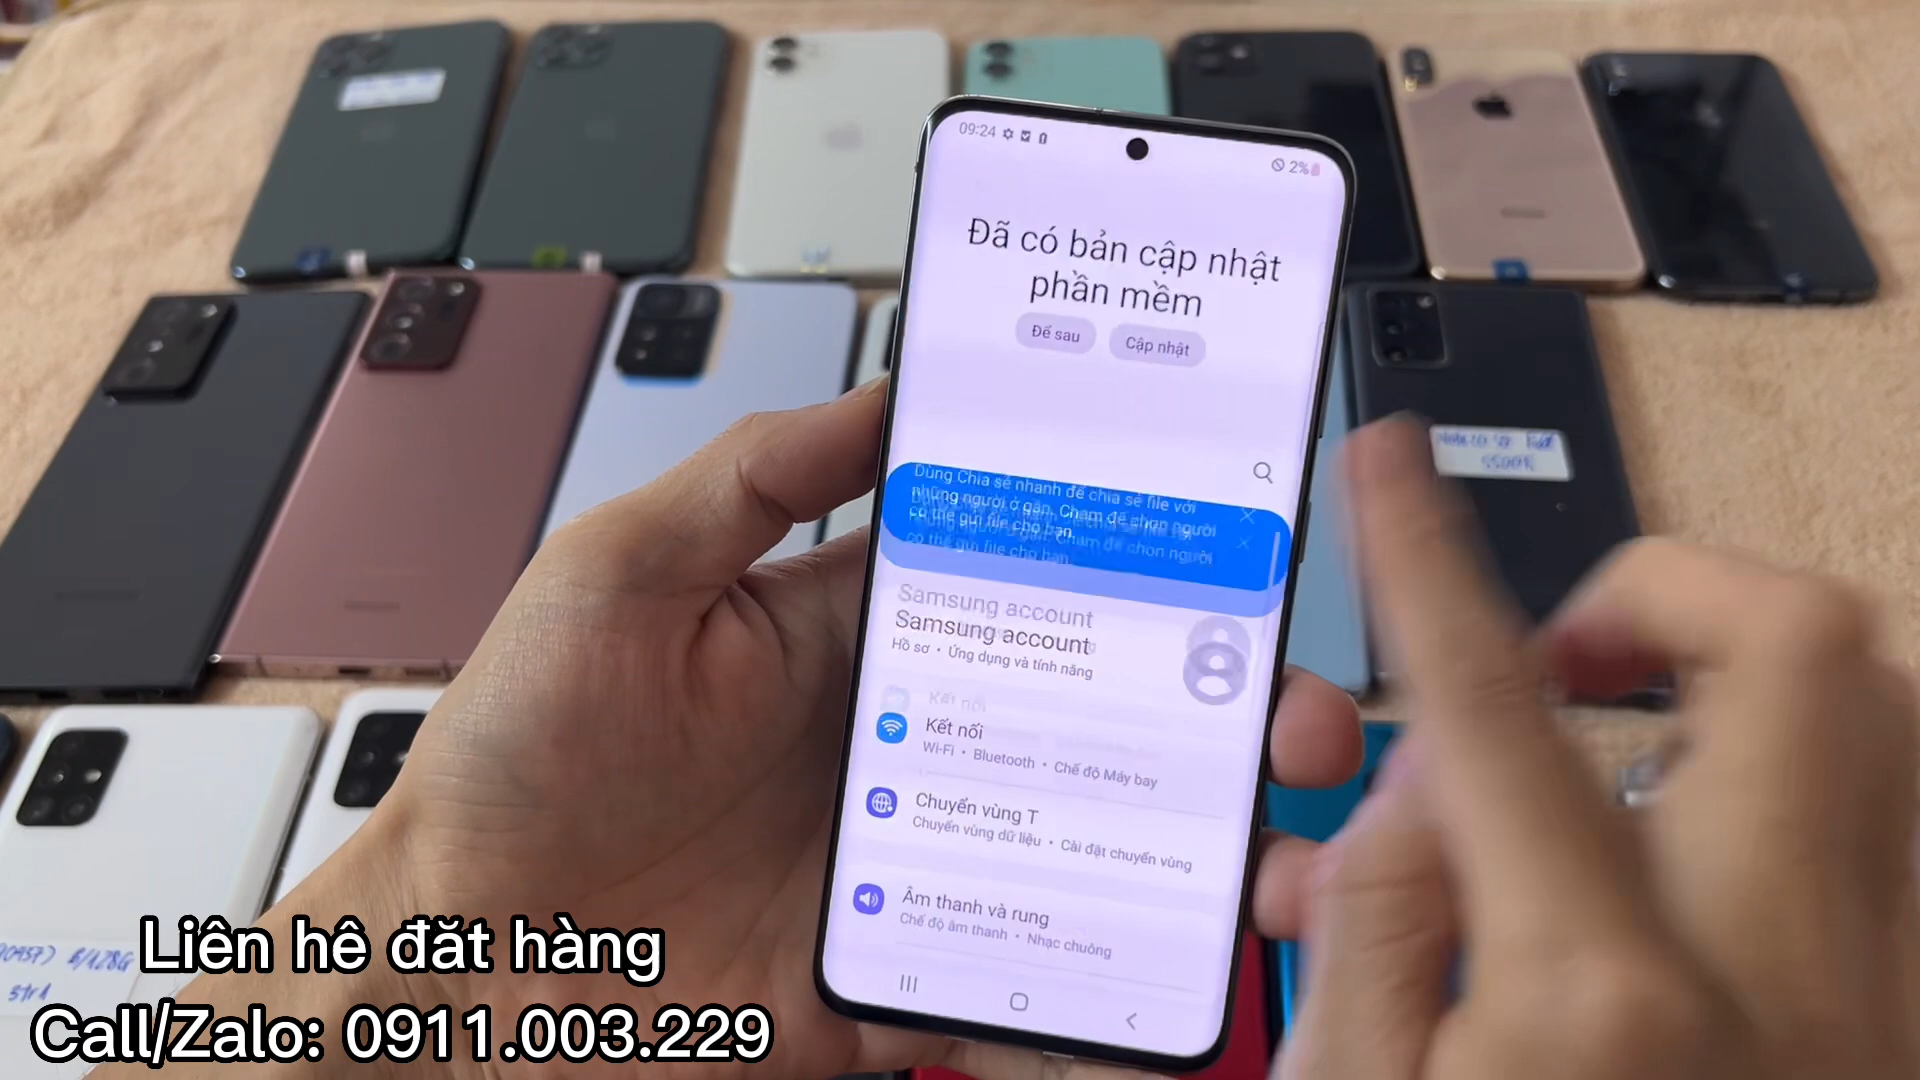 09:24
2%
Đã có bản cập nhật
phần mềm
Để sau
Cập nhật
Dùng Chia sẻ nhanh để chia sẻ file với
những người ở gần. Chạm để chọn người
có thể gửi file cho bạn.
Samsung account
Samsung account
Hồ sơ • Ứng dụng và tính năng
Kết nối
Kết nối
Wi-Fi • Bluetooth • Chế độ Máy bay
Chuyển vùng T
Chuyển vùng dữ liệu • Cài đặt chuyển vùng
Âm thanh và rung
Chế độ âm thanh • Nhạc chuông
Liên hê đăt hàng
Call/Zalo: 0911.003.229